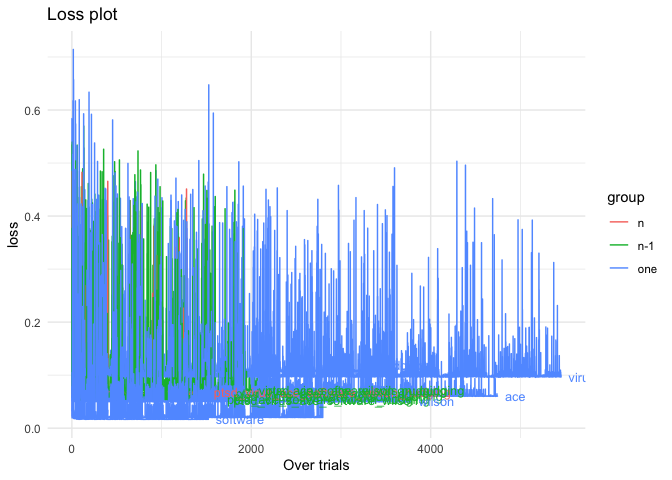 Loss plot
0.6
0.4
0.2
0.0
loss
0
2000
4000
Over trials
group
n
n-1
one
viru
ace
software